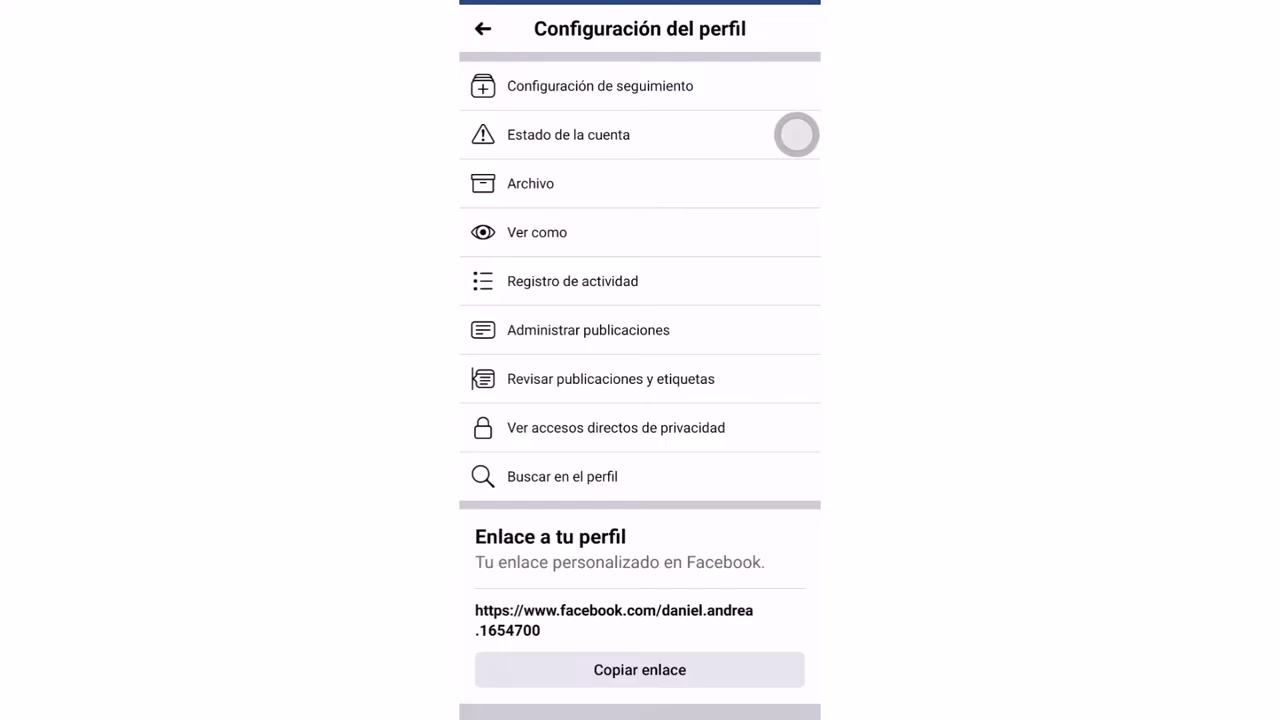 Configuración del perfil
Configuración de seguimiento
Estado de la cuenta
Archivo
Ver como
Registro de actividad
Administrar publicaciones
Revisar publicaciones y etiquetas
Ver accesos directos de privacidad
Buscar en el perfil
Enlace a tu perfil
Tu enlace personalizado en Facebook.
https://www.facebook.com/daniel.andrea
.1654700
Copiar enlace